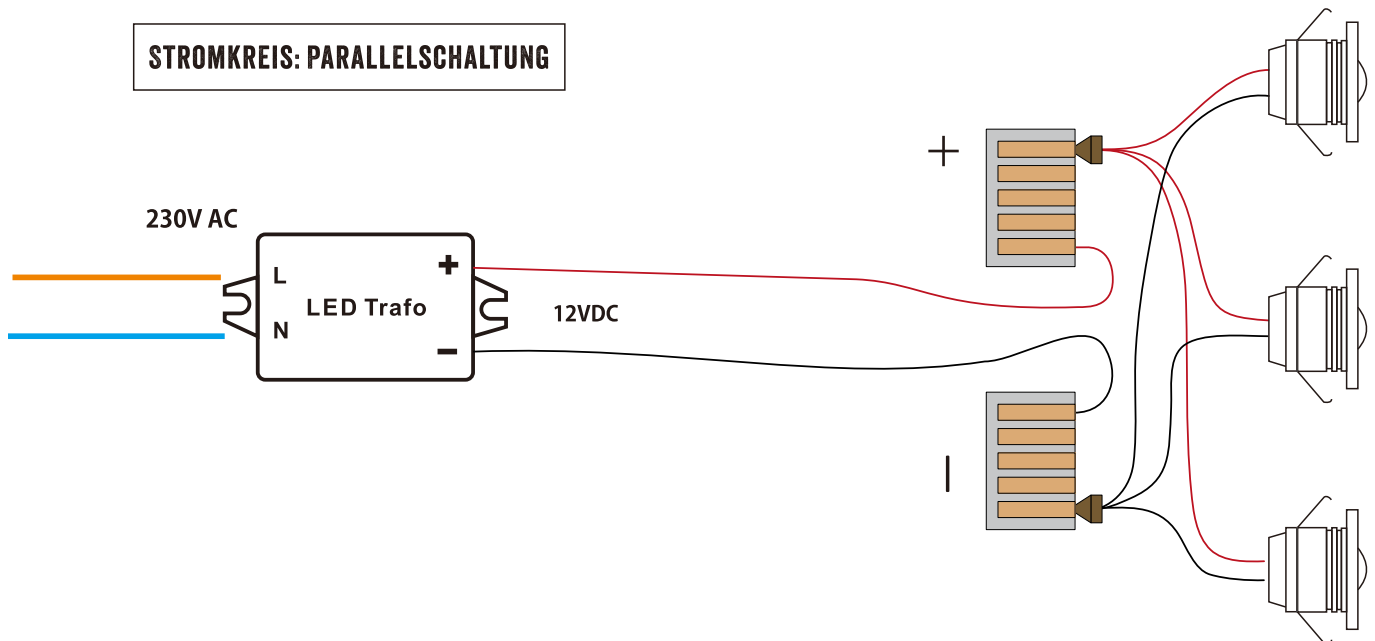 STROMKREIS: PARALLELSCHALTUNG
230V AC
L
+
LED Trafo
N
−
12VDC
+
−